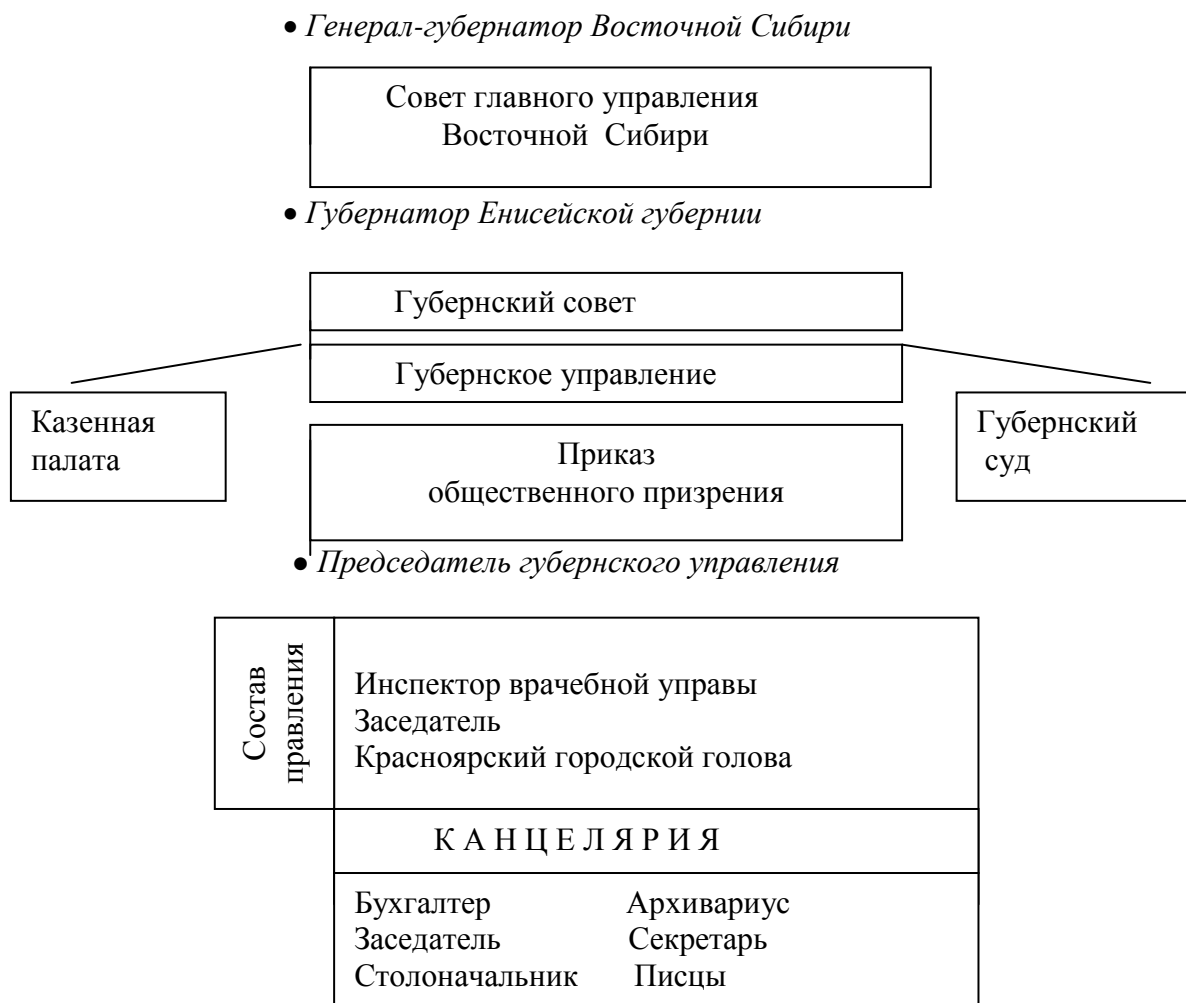 • Генерал-губернатор Восточной Сибири
Совет главного управления
Восточной Сибири
• Губернатор Енисейской губернии
Губернский совет
Губернское управление
Казенная
палата
Губернский
суд
Приказ
общественного призрения
• Председатель губернского управления
Состав
правления
Инспектор врачебной управы
Заседатель
Красноярский городской голова
К А Н Ц Е Л Я Р И Я
Бухгалтер Архивариус
Заседатель Секретарь
Столоначальник Писцы